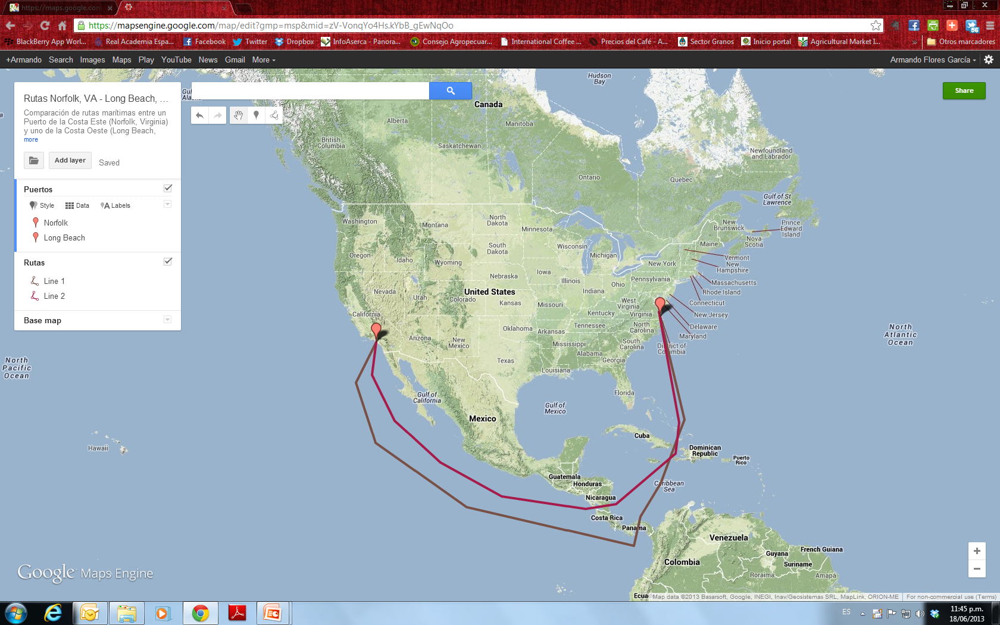 https://maps.google.com
https://mapsengine.google.com/map/edit?gmp=msp&mid=zV-VonqYo4Hs.kYbB_gEwNqOo
56
BlackBerry App Worl...
Real Academia Espa...
Facebook
Twitter
Dropbox
InfoAserca - Panora...
Consejo Agropecuar...
International Coffee ...
Precios del Café - A...
Sector Granos
Inicio portal
Agricultural Market I...
»
Otros marcadores
+Armando Search Images Maps Play YouTube News Gmail More
Armando Flores García
Rutas Norfolk, VA - Long Beach, ...
Comparación de rutas marítimas entre un
Puerto de la Costa Este (Norfolk, Virginia)
y uno de la Costa Oeste (Long Beach,
more
Add layer
Saved
Puertos
Style Data Labels
Norfolk
Long Beach
Rutas
Line 1
Line 2
Base map
Share
Hudson
Bay
Canada
Alberta
Manitoba
British
Columbia
Saskatchewan
Newfoundland
and Labrador
Ontario
Quebec
Gulf of St
Lawrence
Washington
Montana
North
Dakota
Minnesota
New
Brunswick
Prince
Edward
Island
Nova
Scotia
Maine
South
Dakota
Wisconsin
Michigan
Oregon
Idaho
Wyoming
New York
Vermont
New
Hampshire
Nebraska
Iowa
Illinois
Indiana
Ohio
Pennsylvania
Massachusetts
Rhode Island
Connecticut
Nevada
Utah
United States
Colorado
Kansas
Missouri
West
Virginia
Kentucky
Virginia
New Jersey
Delaware
Maryland
District of
Columbia
California
Arizona
New
Mexico
Oklahoma
Arkansas
Tennessee
North
Carolina
South
Carolina
Mississippi
Alabama
Georgia
Texas
Louisiana
Florida
North
Atlantic
Ocean
North
Pacific
Ocean
Gulf of
California
Gulf of
Mexico
Mexico
Hawaii
Cuba
Dominican
Republic
Puerto
Rico
Guatemala
Honduras
Caribbean
Sea
Nicaragua
Costa Rica
Panama
Venezuela
Colombia
Guyana
French Guiana
Suriname
Roraima
Amapá
Google Maps Engine
Map data ©2013 Basarsoft, Google, INEGI, Inav/Geosistemas SRL, MapLink, ORION-ME
For non-commercial use (Terms)
ES
11:45 p.m.
18/06/2013